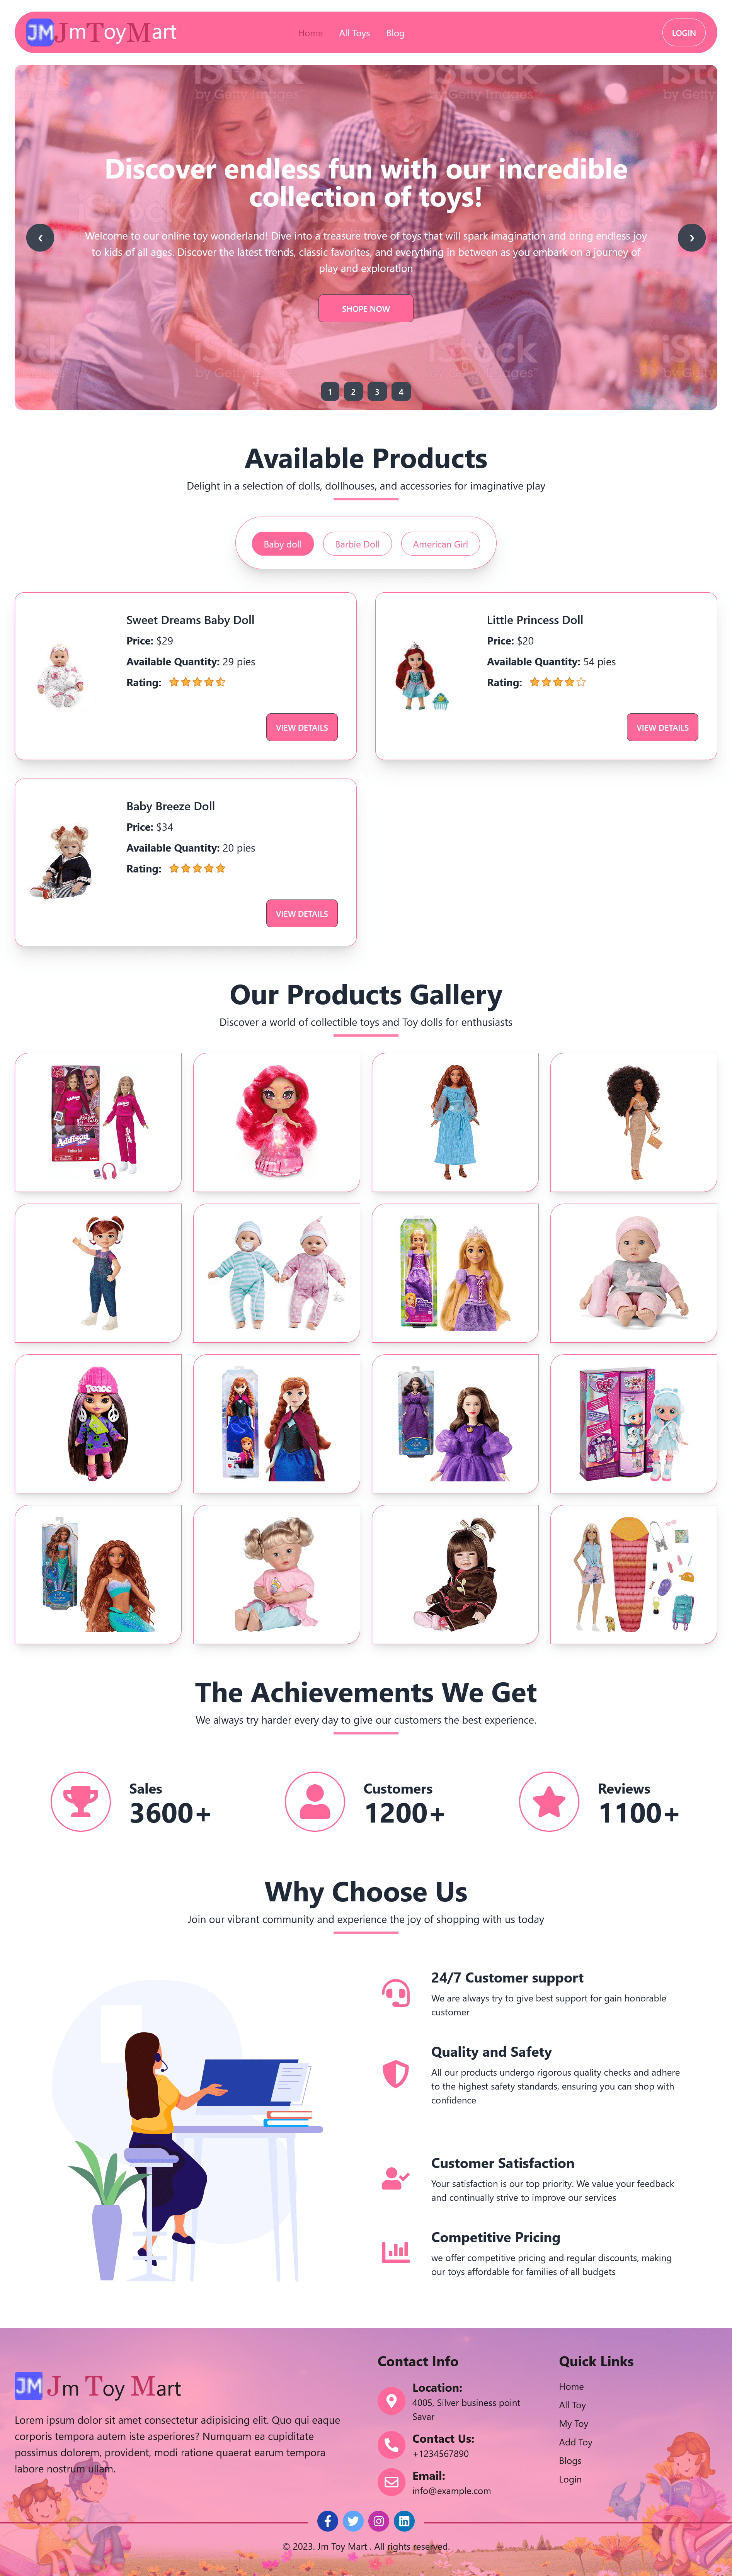 JM JmToyMart
Home All Toys Blog
LOGIN
iStock
by Getty Images™
Discover endless fun with our incredible
collection of toys!
‹
›
Welcome to our online toy wonderland! Dive into a treasure trove of toys that will spark imagination and bring endless joy
to kids of all ages. Discover the latest trends, classic favorites, and everything in between as you embark on a journey of
play and exploration
SHOPE NOW
iStock
by Getty Images™
1 2 3 4
Available Products
Delight in a selection of dolls, dollhouses, and accessories for imaginative play
Baby doll Barbie Doll American Girl
Sweet Dreams Baby Doll
Price: $29
Available Quantity: 29 pies
Rating:
VIEW DETAILS
Little Princess Doll
Price: $20
Available Quantity: 54 pies
Rating:
VIEW DETAILS
Baby Breeze Doll
Price: $34
Available Quantity: 20 pies
Rating:
VIEW DETAILS
Our Products Gallery
Discover a world of collectible toys and Toy dolls for enthusiasts
Addison
Peace
The Achievements We Get
We always try harder every day to give our customers the best experience.
Sales
3600+
Customers
1200+
Reviews
1100+
Why Choose Us
Join our vibrant community and experience the joy of shopping with us today
24/7 Customer support
We are always try to give best support for gain honorable
customer
Quality and Safety
All our products undergo rigorous quality checks and adhere
to the highest safety standards, ensuring you can shop with
confidence
Customer Satisfaction
Your satisfaction is our top priority. We value your feedback
and continually strive to improve our services
Competitive Pricing
we offer competitive pricing and regular discounts, making
our toys affordable for families of all budgets
JM Jm Toy Mart
Lorem ipsum dolor sit amet consectetur adipisicing elit. Quo qui eaque
corporis tempora autem iste asperiores? Numquam ea cupiditate
possimus dolorem, provident, modi ratione quaerat earum tempora
labore nostrum ullam.
Contact Info
Location:
4005, Silver business point
Savar
Contact Us:
+1234567890
Email:
info@example.com
Quick Links
Home
All Toy
My Toy
Add Toy
Blogs
Login
© 2023. Jm Toy Mart . All rights reserved.